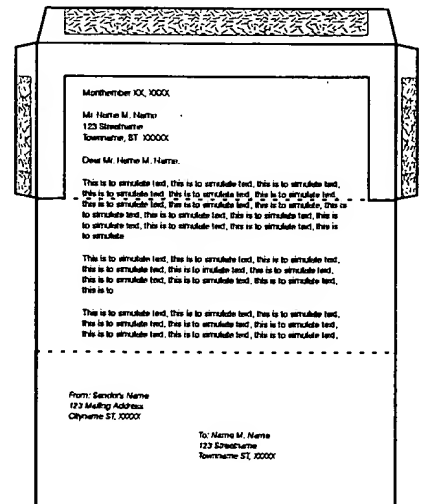 Monthember XX, XXXX
Mr. Name M. Name
123 Streetname
Townname, ST XXXXX
Dear Mr. Name M. Name.
This is to simulate text, this is to simulate text, this is to simulate text,
this is to simulate text, this is to simulate text, this is to simulate text,
this is to simulate text, this is to simulate text, this is to simulate, this is
to simulate text, this is to simulate text, this is to simulate text, this is
to simulate text, this is to simulate text, this is to simulate text, this is
to simulate
This is to simulate text, this is to simulate text, this is to simulate text,
this is to simulate text, this is to imulate text, this is to simulate text,
this is to simulate text, this is to simulate text, this is to simulate text,
this is to
This is to simulate text, this is to simulate text, this is to simulate text,
this is to simulate text, this is to simulate text, this is to simulate text,
this is to simulate text, this is to simulate text, this is to simulate text,
From: Sender's Name
123 Mailing Address
Cityname ST, XXXXX
To: Name M. Name
123 Streetname
Townname ST, XXXXX